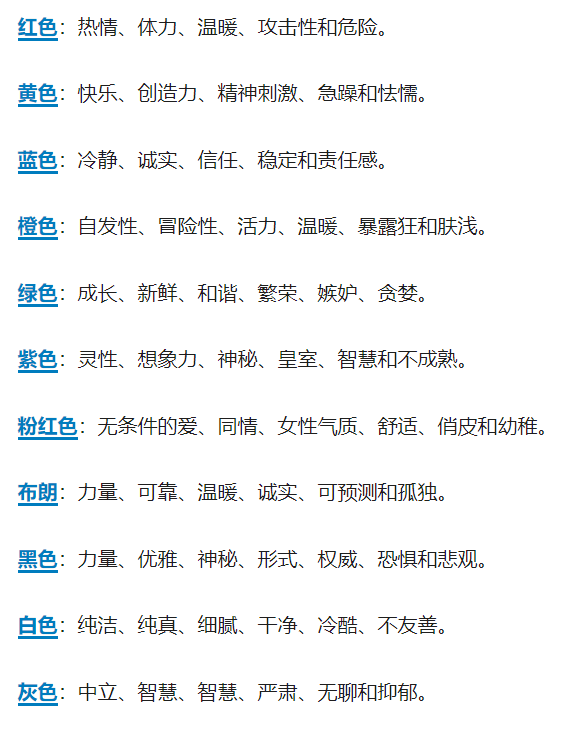 红色：热情、体力、温暖、攻击性和危险。
黄色：快乐、创造力、精神刺激、急躁和怯懦。
蓝色：冷静、诚实、信任、稳定和责任感。
橙色：自发性、冒险性、活力、温暖、暴露狂和肤浅。
绿色：成长、新鲜、和谐、繁荣、嫉妒、贪婪。
紫色：灵性、想象力、神秘、皇室、智慧和不成熟。
粉红色：无条件的爱、同情、女性气质、舒适、俏皮和幼稚。
布朗：力量、可靠、温暖、诚实、可预测和孤独。
黑色：力量、优雅、神秘、形式、权威、恐惧和悲观。
白色：纯洁、纯真、细腻、干净、冷酷、不友善。
灰色：中立、智慧、智慧、严肃、无聊和抑郁。